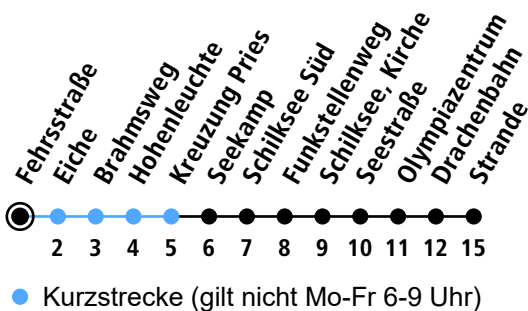 Fehrsstraße
Eiche
Brahmsweg
Hohenleuchte
Kreuzung Pries
Seekamp
Schilksee Süd
Funkstellenweg
Schilksee, Kirche
Seestraße
Olympiazentrum
Drachenbahn
Strande
2 3 4 5 6 7 8 9 10 11 12 15
Kurzstrecke (gilt nicht Mo-Fr 6-9 Uhr)